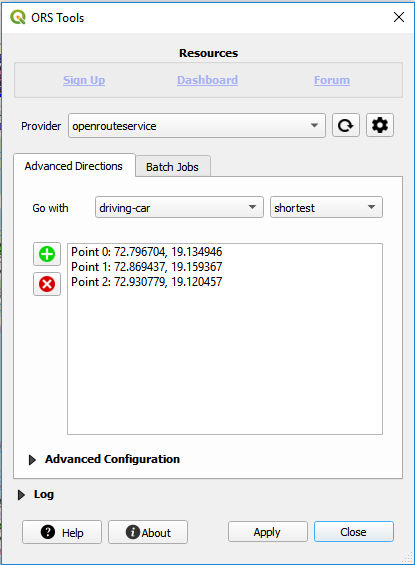 ORS Tools
Resources
Sign Up Dashboard Forum
Provider openrouteservice
Advanced Directions Batch Jobs
Go with driving-car shortest
Point 0: 72.796704, 19.134946
Point 1: 72.869437, 19.159367
Point 2: 72.930779, 19.120457
Advanced Configuration
Log
Help About Apply Close